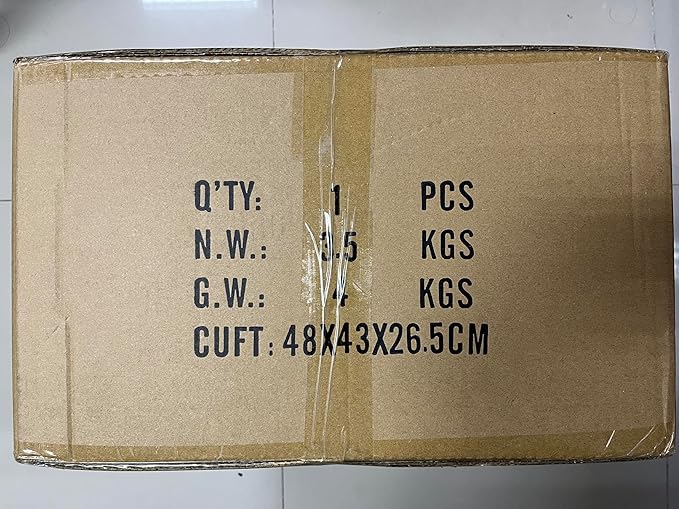 Q'TY: 1 PCS
N.W.: 3.5 KGS
G.W.: 4 KGS
CUFT: 48X43X26.5CM